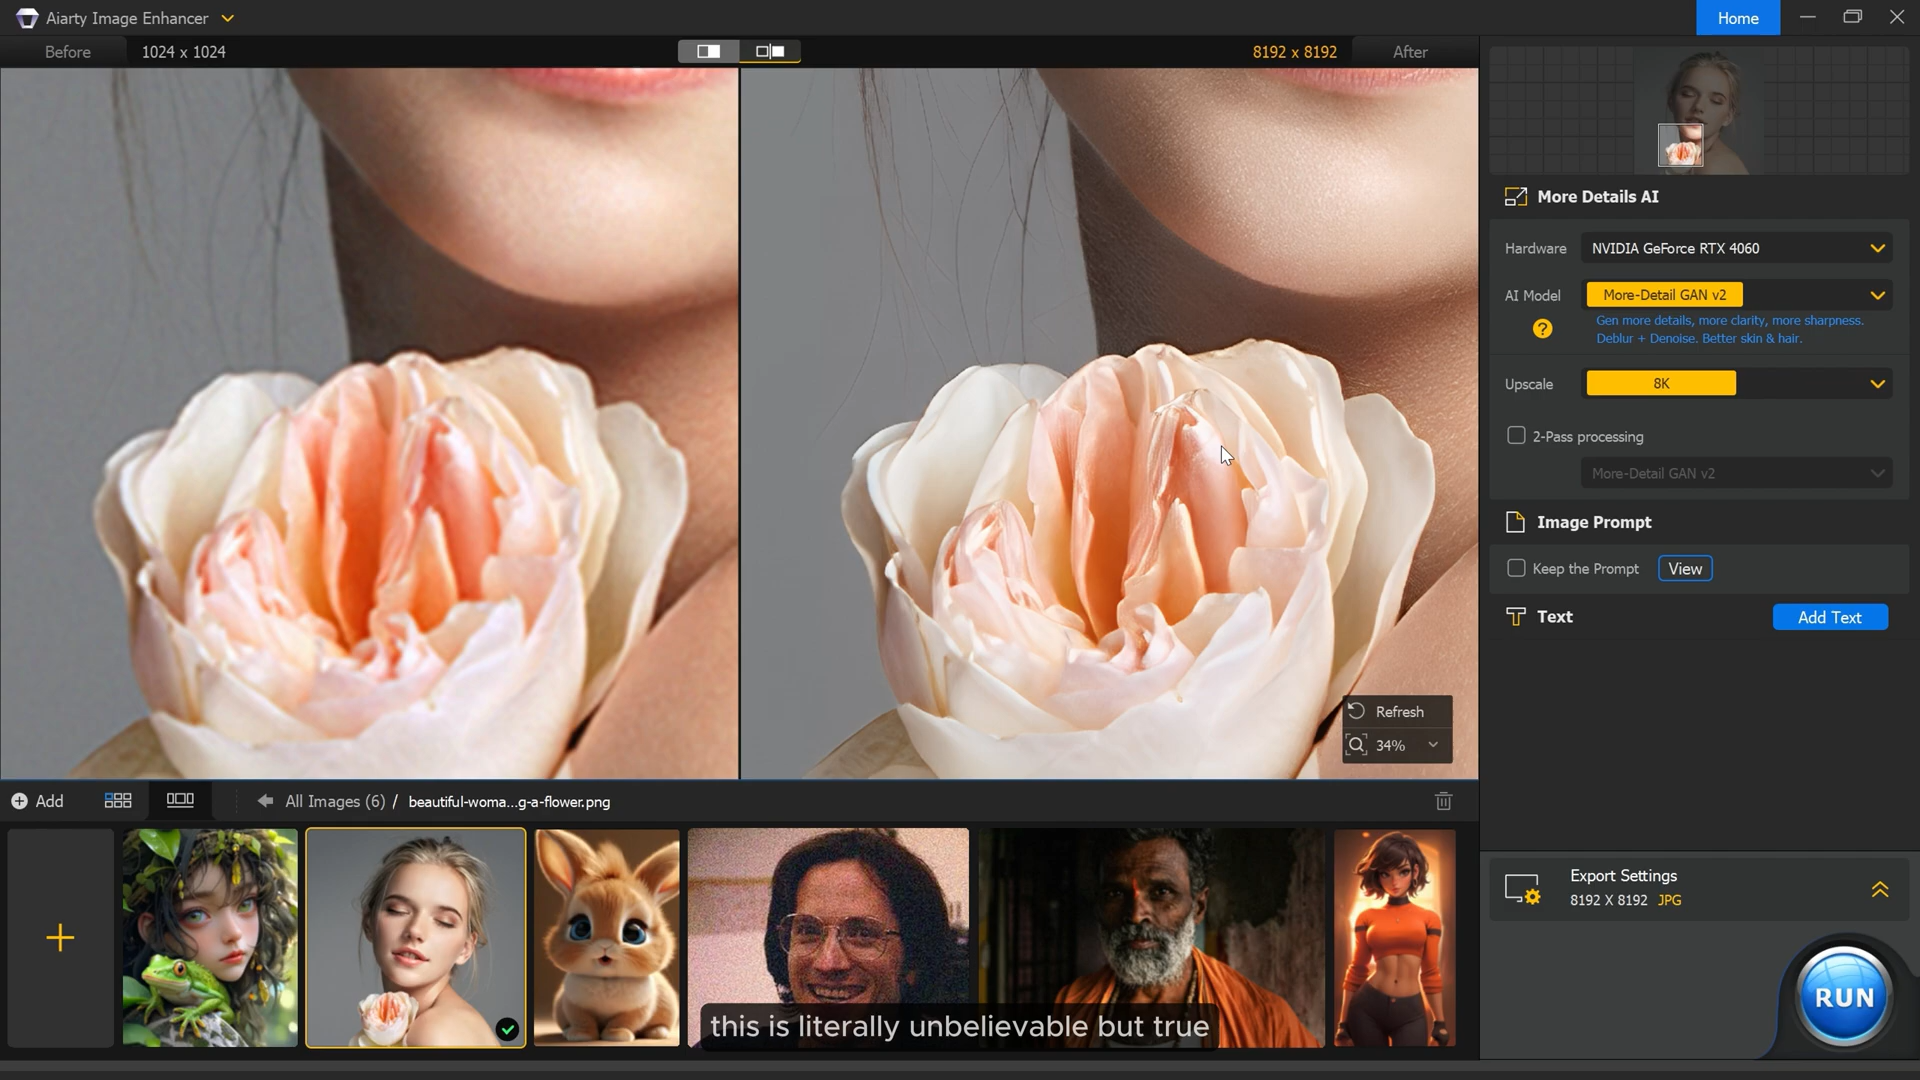 Aiarty Image Enhancer
Home
Before
1024 x 1024
8192 x 8192
After
More Details AI
Hardware
NVIDIA GeForce RTX 4060
AI Model
More-Detail GAN v2
?
Gen more details, more clarity, more sharpness.
Deblur + Denoise. Better skin & hair.
Upscale
8K
2-Pass processing
More-Detail GAN v2
Image Prompt
Keep the Prompt
View
Text
Add Text
Refresh
34%
Add
All Images (6) / beautiful-woma...g-a-flower.png
Export Settings
8192 X 8192 JPG
RUN
this is literally unbelievable but true